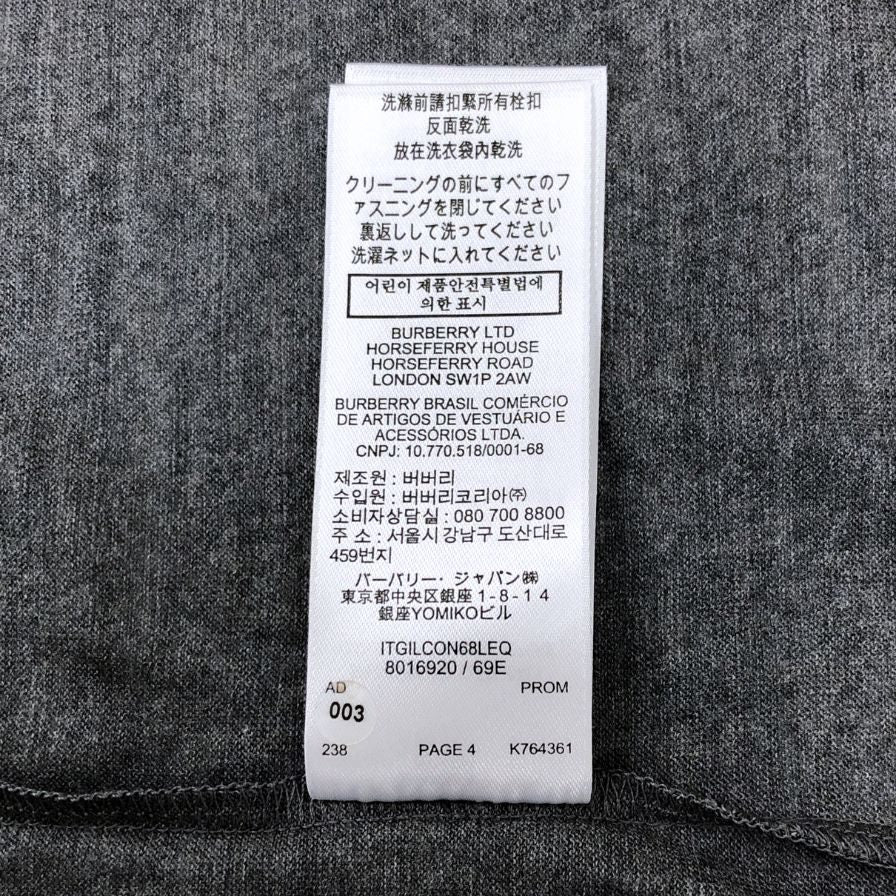 洗滌前請扣緊所有栓扣
反面乾洗
放在洗衣袋內乾洗
クリーニングの前にすべてのフ
ァスニングを閉じてください
裏返しして洗ってください
洗濯ネットに入れてください
어린이 제품안전특별법에
의한 표시
BURBERRY LTD
HORSEFERRY HOUSE
HORSEFERRY ROAD
LONDON SW1P 2AW
BURBERRY BRASIL COMÉRCIO
DE ARTIGOS DE VESTUÁRIO E
ACESSÓRIOS LTDA.
CNPJ: 10.770.518/0001-68
제조원 : 버버리
수입원 : 버버리코리아㈜
소비자상담실 : 080 700 8800
주 소 : 서울시 강남구 도산대로
459번지
バーバリー・ジャパン㈱
東京都中央区銀座1-8-14
銀座YOMIKOビル
ITGILCON68LEQ
8016920 / 69E
AD PROM
003
238 PAGE 4 K764361